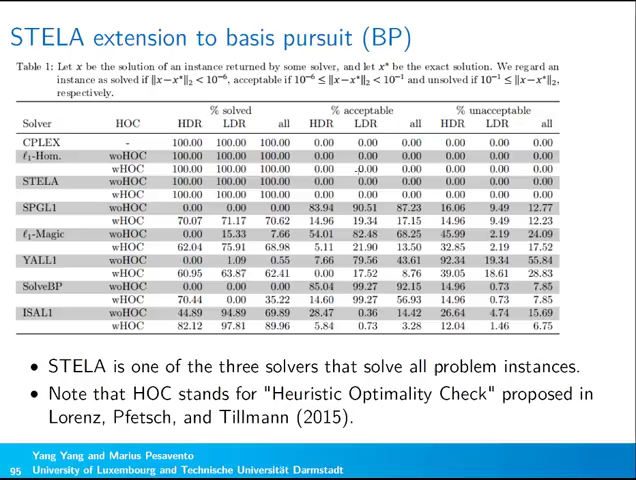 STELA extension to basis pursuit (BP)
Table 1: Let x be the solution of an instance returned by some solver, and let x* be the exact solution. We regard an
instance as solved if ‖x−x*‖₂ < 10⁻⁶, acceptable if 10⁻⁶ ≤ ‖x−x*‖₂ < 10⁻¹ and unsolved if 10⁻¹ ≤ ‖x−x*‖₂,
respectively.
% solved % acceptable % unacceptable
Solver HOC HDR LDR all HDR LDR all HDR LDR all
CPLEX - 100.00 100.00 100.00 0.00 0.00 0.00 0.00 0.00 0.00
ℓ₁-Hom. woHOC 100.00 100.00 100.00 0.00 0.00 0.00 0.00 0.00 0.00
wHOC 100.00 100.00 100.00 0.00 0.00 0.00 0.00 0.00 0.00
STELA woHOC 100.00 100.00 100.00 0.00 0.00 0.00 0.00 0.00 0.00
wHOC 100.00 100.00 100.00 0.00 0.00 0.00 0.00 0.00 0.00
SPGL1 woHOC 0.00 0.00 0.00 83.94 90.51 87.23 16.06 9.49 12.77
wHOC 70.07 71.17 70.62 14.96 19.34 17.15 14.96 9.49 12.23
ℓ₁-Magic woHOC 0.00 15.33 7.66 54.01 82.48 68.25 45.99 2.19 24.09
wHOC 62.04 75.91 68.98 5.11 21.90 13.50 32.85 2.19 17.52
YALL1 woHOC 0.00 1.09 0.55 7.66 79.56 43.61 92.34 19.34 55.84
wHOC 60.95 63.87 62.41 0.00 17.52 8.76 39.05 18.61 28.83
SolveBP woHOC 0.00 0.00 0.00 85.04 99.27 92.15 14.96 0.73 7.85
wHOC 70.44 0.00 35.22 14.60 99.27 56.93 14.96 0.73 7.85
ISAL1 woHOC 44.89 94.89 69.89 28.47 0.36 14.42 26.64 4.74 15.69
wHOC 82.12 97.81 89.96 5.84 0.73 3.28 12.04 1.46 6.75
• STELA is one of the three solvers that solve all problem instances.
• Note that HOC stands for "Heuristic Optimality Check" proposed in
Lorenz, Pfetsch, and Tillmann (2015).
Yang Yang and Marius Pesavento
95 University of Luxembourg and Technische Universität Darmstadt